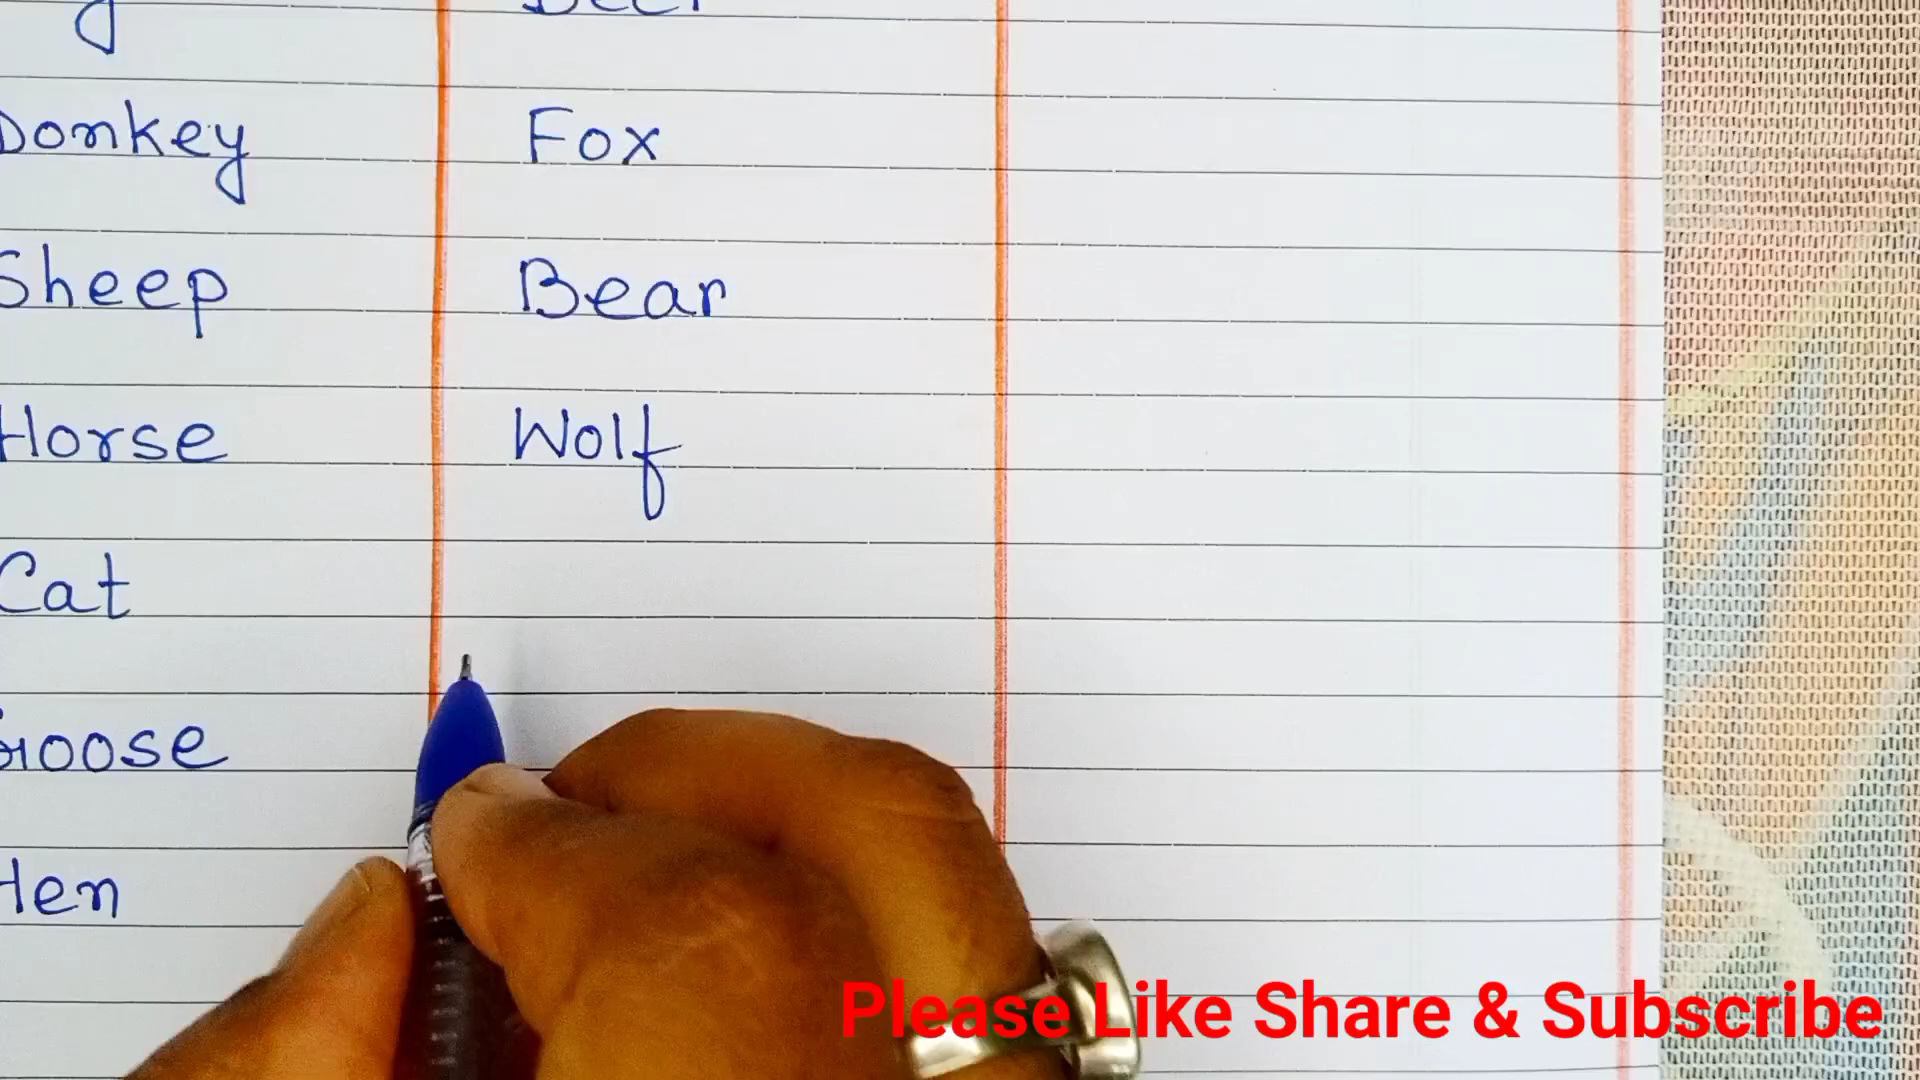 Donkey Fox
Sheep Bear
Horse Wolf
Cat
Goose
Hen
Please Like Share & Subscribe